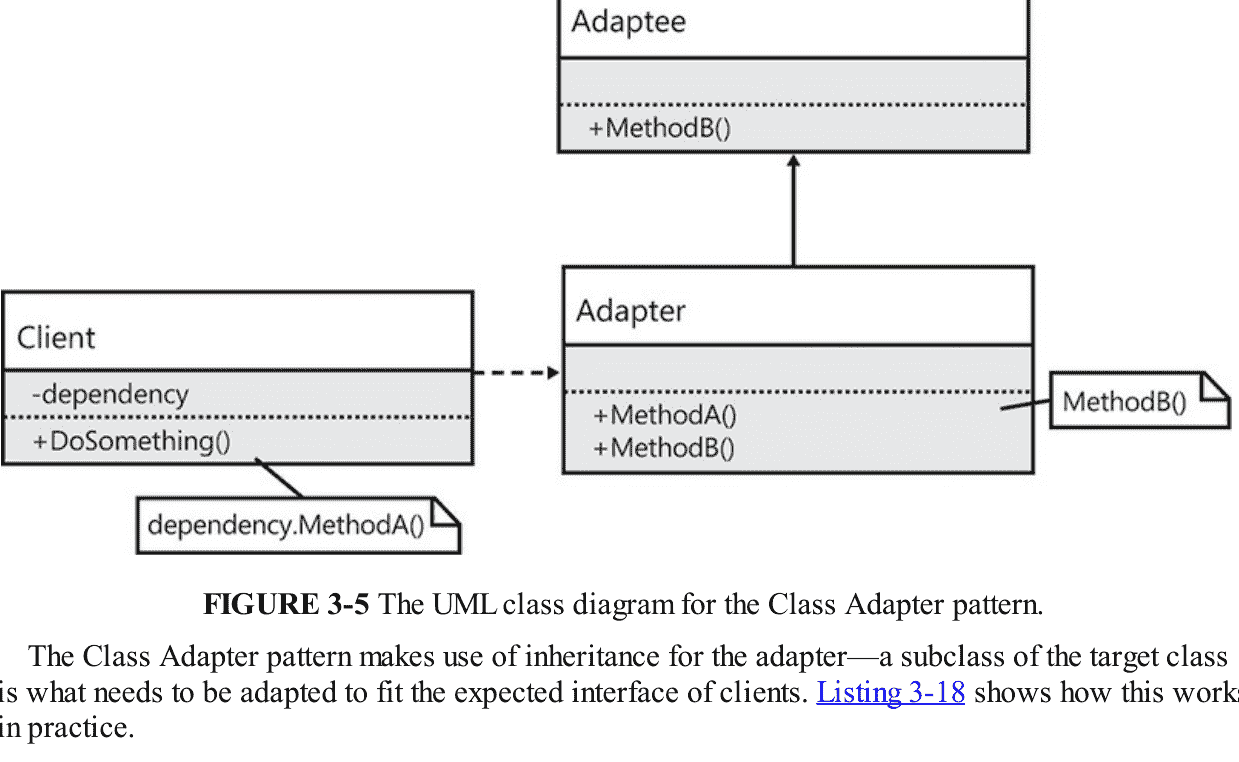 Adaptee
+MethodB()
Adapter
Client
-dependency
MethodB()
+MethodA()
+DoSomething()
+MethodB()
dependency.MethodA()
FIGURE 3-5 The UML class diagram for the Class Adapter pattern.
The Class Adapter pattern makes use of inheritance for the adapter—a subclass of the target class
is what needs to be adapted to fit the expected interface of clients. Listing 3-18 shows how this works
in practice.